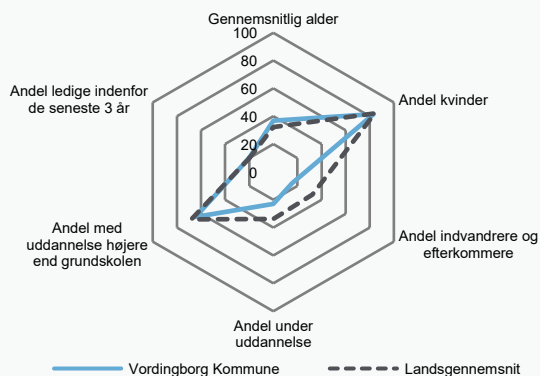 Gennemsnitlig alder
100
80
60
40
20
0
Andel kvinder
Andel indvandrere og
efterkommere
Andel under
uddannelse
Andel med
uddannelse højere
end grundskolen
Andel ledige indenfor
de seneste 3 år
Vordingborg Kommune
Landsgennemsnit